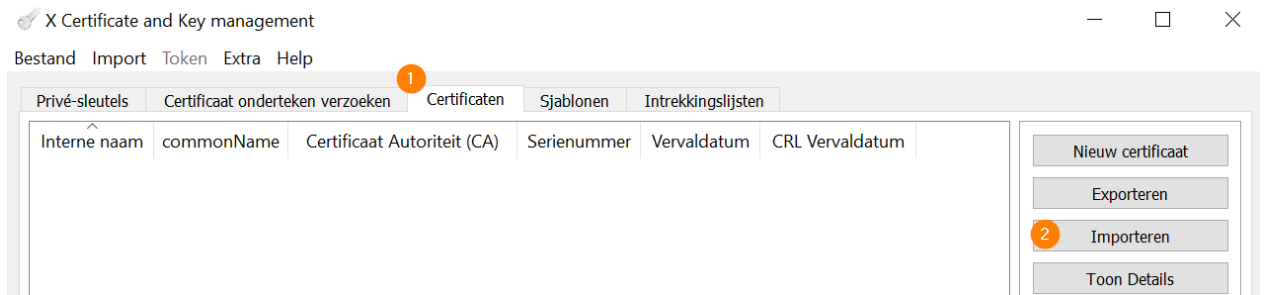 X Certificate and Key management
Bestand Import Token Extra Help
1
Privé-sleutels Certificaat onderteken verzoeken Certificaten Sjablonen Intrekkingslijsten
Interne naam commonName Certificaat Autoriteit (CA) Serienummer Vervaldatum CRL Vervaldatum
Nieuw certificaat
Exporteren
2 Importeren
Toon Details